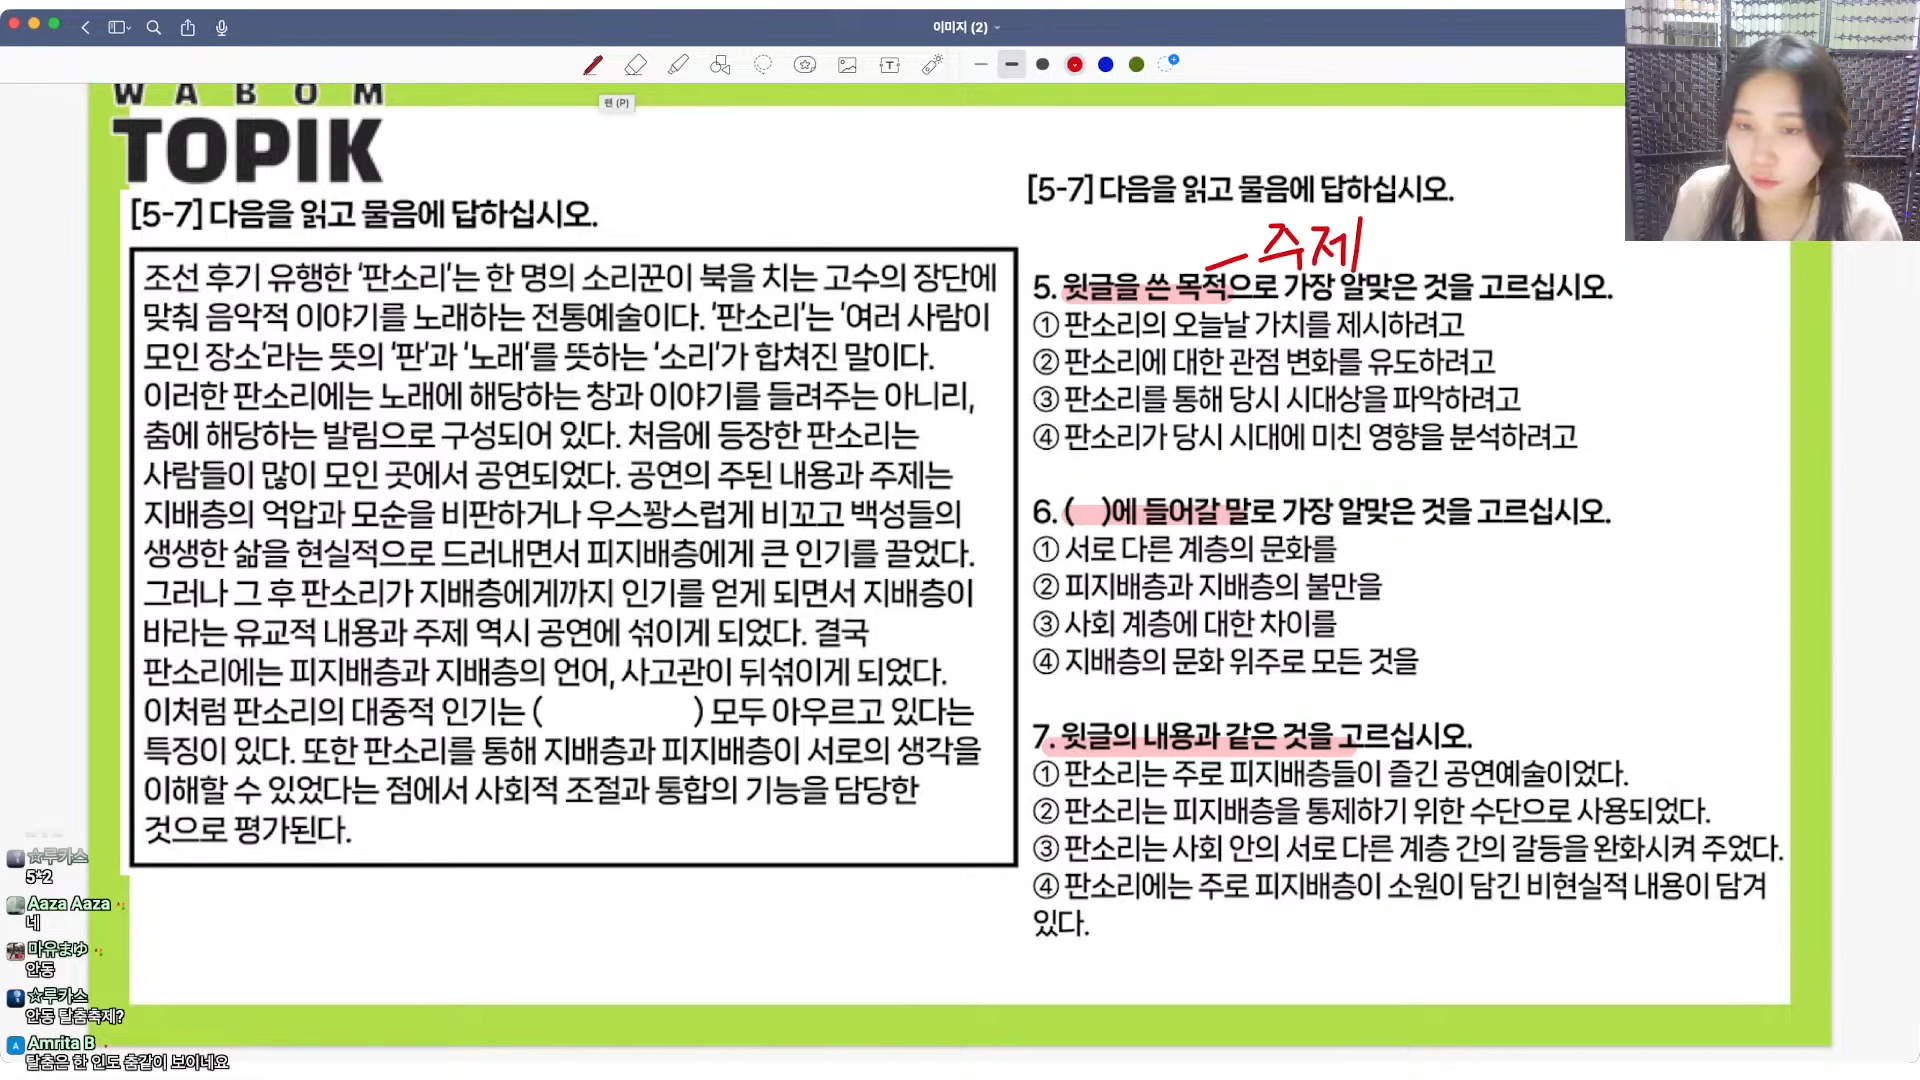 이미지 (2)
펜 (P)
WABOM
TOPIK
[5-7] 다음을 읽고 물음에 답하십시오.
조선 후기 유행한 '판소리'는 한 명의 소리꾼이 북을 치는 고수의 장단에
맞춰 음악적 이야기를 노래하는 전통예술이다. '판소리'는 '여러 사람이
모인 장소'라는 뜻의 '판'과 '노래'를 뜻하는 '소리'가 합쳐진 말이다.
이러한 판소리에는 노래에 해당하는 창과 이야기를 들려주는 아니리,
춤에 해당하는 발림으로 구성되어 있다. 처음에 등장한 판소리는
사람들이 많이 모인 곳에서 공연되었다. 공연의 주된 내용과 주제는
지배층의 억압과 모순을 비판하거나 우스꽝스럽게 비꼬고 백성들의
생생한 삶을 현실적으로 드러내면서 피지배층에게 큰 인기를 끌었다.
그러나 그 후 판소리가 지배층에게까지 인기를 얻게 되면서 지배층이
바라는 유교적 내용과 주제 역시 공연에 섞이게 되었다. 결국
판소리에는 피지배층과 지배층의 언어, 사고관이 뒤섞이게 되었다.
이처럼 판소리의 대중적 인기는 (          ) 모두 아우르고 있다는
특징이 있다. 또한 판소리를 통해 지배층과 피지배층이 서로의 생각을
이해할 수 있었다는 점에서 사회적 조절과 통합의 기능을 담당한
것으로 평가된다.
[5-7] 다음을 읽고 물음에 답하십시오.
- 주제
5. 윗글을 쓴 목적으로 가장 알맞은 것을 고르십시오.
① 판소리의 오늘날 가치를 제시하려고
② 판소리에 대한 관점 변화를 유도하려고
③ 판소리를 통해 당시 시대상을 파악하려고
④ 판소리가 당시 시대에 미친 영향을 분석하려고
6. (  )에 들어갈 말로 가장 알맞은 것을 고르십시오.
① 서로 다른 계층의 문화를
② 피지배층과 지배층의 불만을
③ 사회 계층에 대한 차이를
④ 지배층의 문화 위주로 모든 것을
7. 윗글의 내용과 같은 것을 고르십시오.
① 판소리는 주로 피지배층들이 즐긴 공연예술이었다.
② 판소리는 피지배층을 통제하기 위한 수단으로 사용되었다.
③ 판소리는 사회 안의 서로 다른 계층 간의 갈등을 완화시켜 주었다.
④ 판소리에는 주로 피지배층이 소원이 담긴 비현실적 내용이 담겨
있다.
☆루카스
5*2
Aaza Aaza
네
마유まゆ
안동
☆루카스
안동 탈춤축제?
A Amrita B
탈춤은 한 인도 춤같이 보이네요